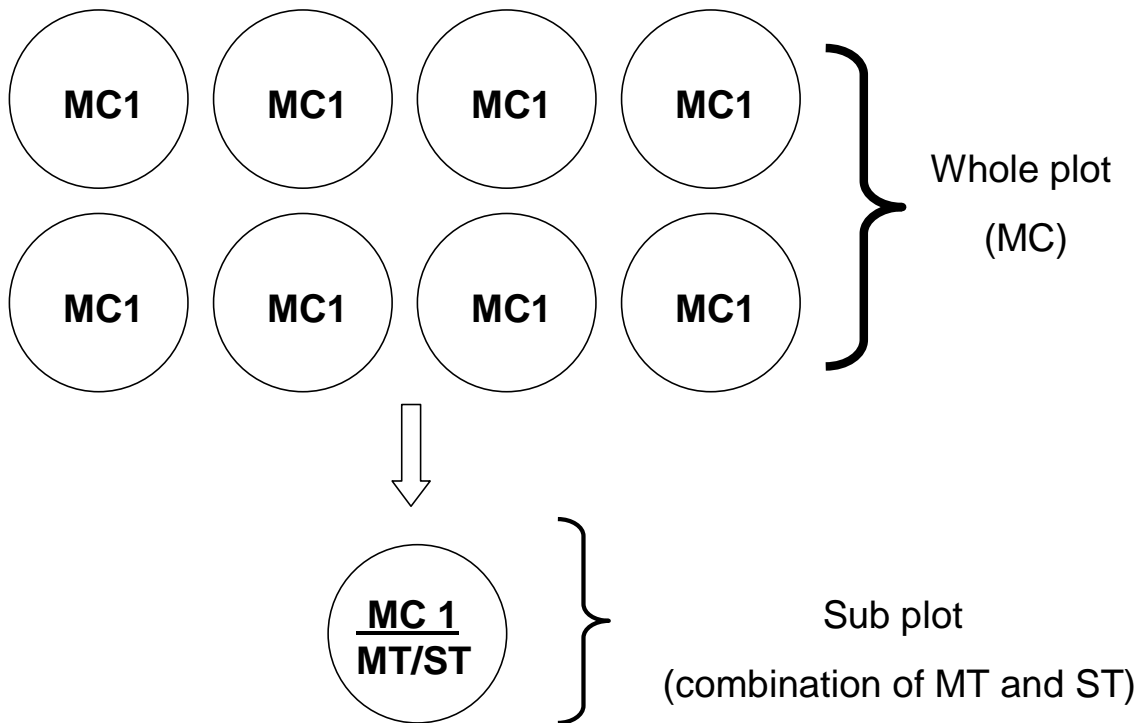 MC1 MC1 MC1 MC1
Whole plot
(MC)
MC1 MC1 MC1 MC1
MC 1
MT/ST
Sub plot
(combination of MT and ST)